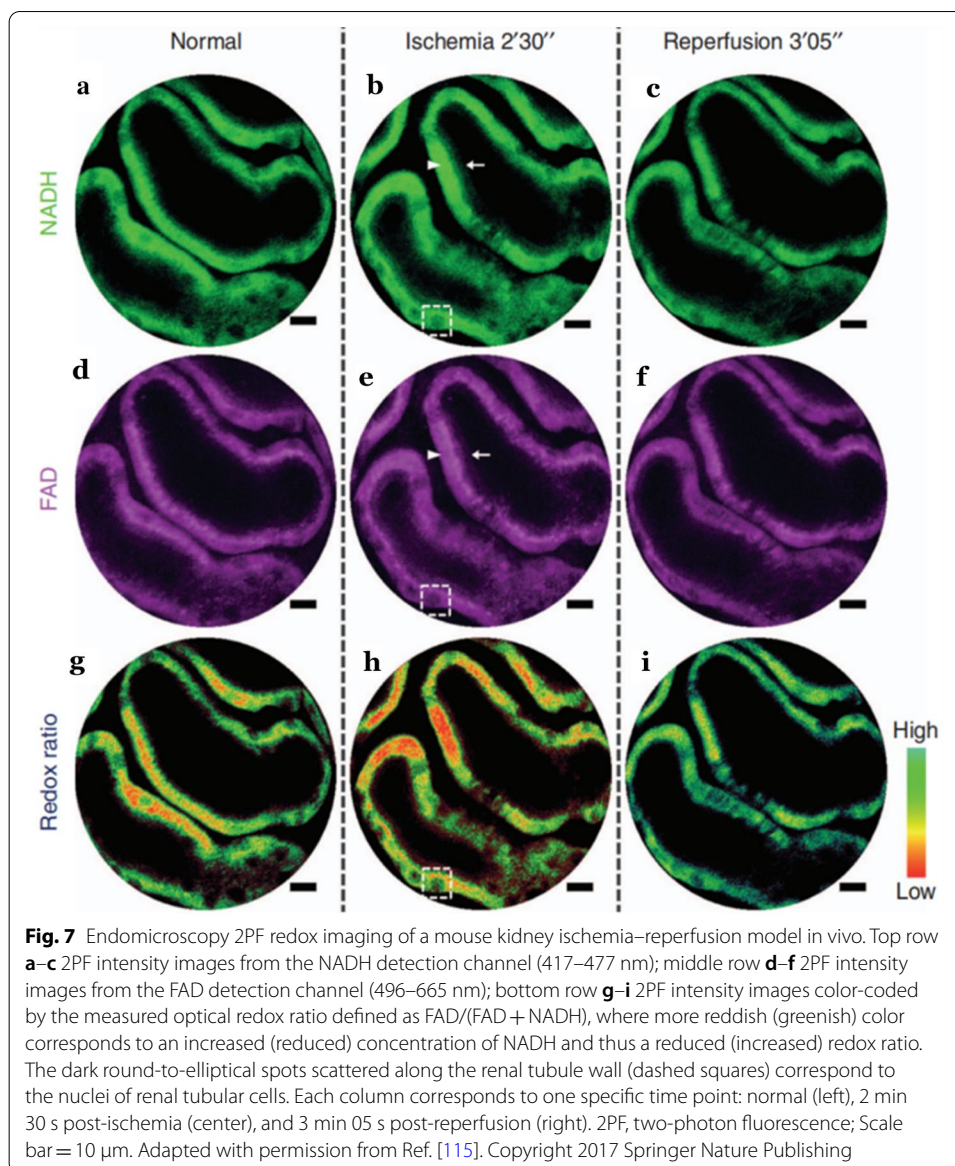 Normal Ischemia 2′30′′ Reperfusion 3′05′′
a b c
NADH
d e f
FAD
g h i
Redox ratio
High
Low
Fig. 7 Endomicroscopy 2PF redox imaging of a mouse kidney ischemia–reperfusion model in vivo. Top row
a–c 2PF intensity images from the NADH detection channel (417–477 nm); middle row d–f 2PF intensity
images from the FAD detection channel (496–665 nm); bottom row g–i 2PF intensity images color-coded
by the measured optical redox ratio defined as FAD/(FAD + NADH), where more reddish (greenish) color
corresponds to an increased (reduced) concentration of NADH and thus a reduced (increased) redox ratio.
The dark round-to-elliptical spots scattered along the renal tubule wall (dashed squares) correspond to
the nuclei of renal tubular cells. Each column corresponds to one specific time point: normal (left), 2 min
30 s post-ischemia (center), and 3 min 05 s post-reperfusion (right). 2PF, two-photon fluorescence; Scale
bar = 10 μm. Adapted with permission from Ref. [115]. Copyright 2017 Springer Nature Publishing